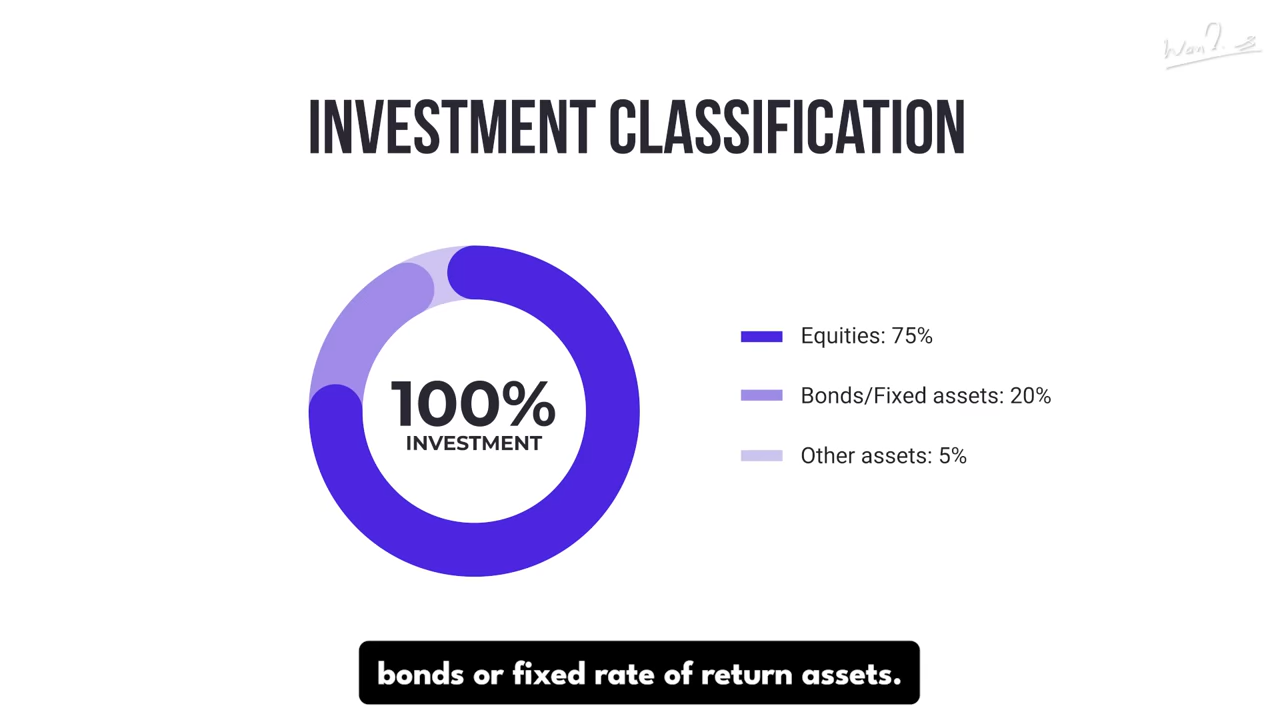 INVESTMENT CLASSIFICATION
100%
INVESTMENT
Equities: 75%
Bonds/Fixed assets: 20%
Other assets: 5%
bonds or fixed rate of return assets.